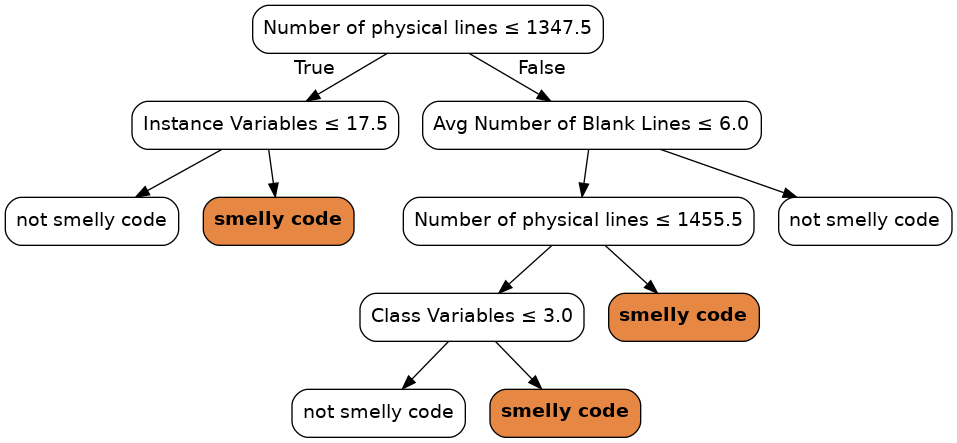 Number of physical lines ≤ 1347.5
True
False
Instance Variables ≤ 17.5
Avg Number of Blank Lines ≤ 6.0
not smelly code
smelly code
Number of physical lines ≤ 1455.5
not smelly code
Class Variables ≤ 3.0
smelly code
not smelly code
smelly code